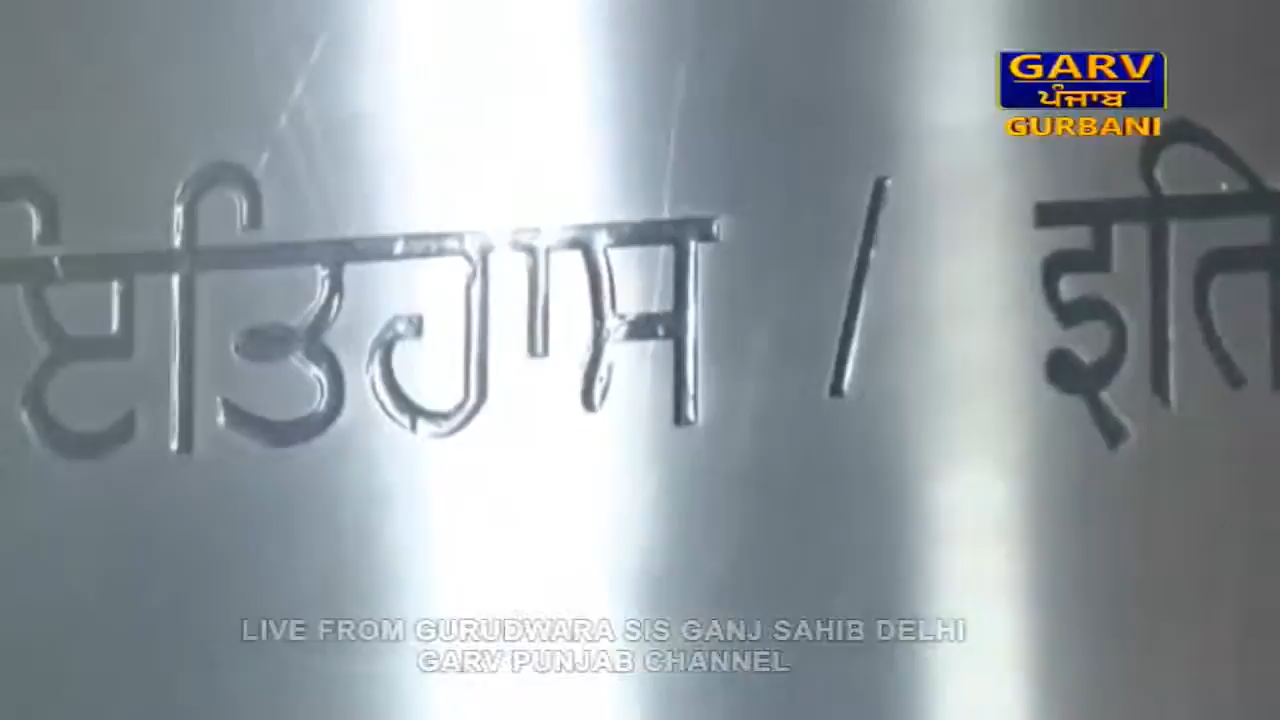 GARV
ਪੰਜਾਬ
GURBANI
ਇਤਿਹਾਸ / इति
LIVE FROM GURUDWARA SIS GANJ SAHIB DELHI
GARV PUNJAB CHANNEL